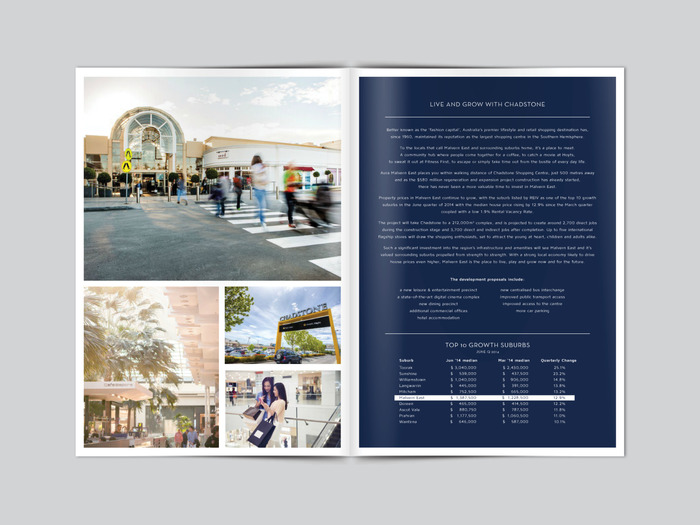 CHADSTONE
LIVE AND GROW WITH CHADSTONE
Better known as the 'fashion capital', Australia's premier lifestyle and retail shopping destination has,
since 1960, maintained its reputation as the largest shopping centre in the Southern Hemisphere.
To the locals that call Malvern East and surrounding suburbs home, it's a place to meet.
A community hub where people come together for a coffee, to catch a movie at Hoyts,
to sweat it out at Fitness First, to escape or simply take time out from the bustle of every day life.
Malvern East places you within walking distance of Chadstone Shopping Centre, just 500 metres away
and as the $580 million regeneration and expansion project construction has already started,
there has never been a more valuable time to invest in Malvern East.
Property prices in Malvern East continue to grow, with the suburb listed by REIV as one of the top 10 growth
suburbs in the June quarter of 2014 with the median house price rising by 12.9% since the March quarter
coupled with a low 1.9% Rental Vacancy Rate.
The project will take Chadstone to a 212,000m² complex, and is projected to create around 2,700 direct jobs
during the construction stage and 3,700 direct and indirect jobs after completion. Up to five international
flagship stores will draw the shopping enthusiasts, set to attract the young at heart, children and adults alike.
Such a significant investment into the region's infrastructure and amenities will see Malvern East and it's
valued surrounding suburbs propelled from strength to strength. With a strong local economy likely to drive
house prices even higher, Malvern East is the place to live, play and grow now and for the future.
The development proposals include:
a new leisure & entertainment precinct
a state-of-the-art digital cinema complex
new dining precinct
additional commercial offices
hotel accommodation
new centralised bus interchange
improved public transport access
improved access to the centre
more car parking
TOP 10 GROWTH SUBURBS
JUNE Q 2014
Suburb Jun '14 median Mar '14 median Quarterly Change
Toorak $ 3,040,000 $ 2,430,000 25.1%
Sunshine $ 538,000 $ 437,500 23.2%
Williamstown $ 1,040,000 $ 906,000 14.8%
Langwarrin $ 445,000 $ 391,000 13.8%
Mitcham $ 752,500 $ 665,000 13.2%
Malvern East $ 1,387,500 $ 1,228,500 12.9%
Doveton $ 12.2%
Ascot Vale $ 880,750 $ 787,500 11.8%
Prahran $ 1,177,500 $ 1,060,500 11.0%
Wantirna $ 646,000 $ 587,000 10.1%